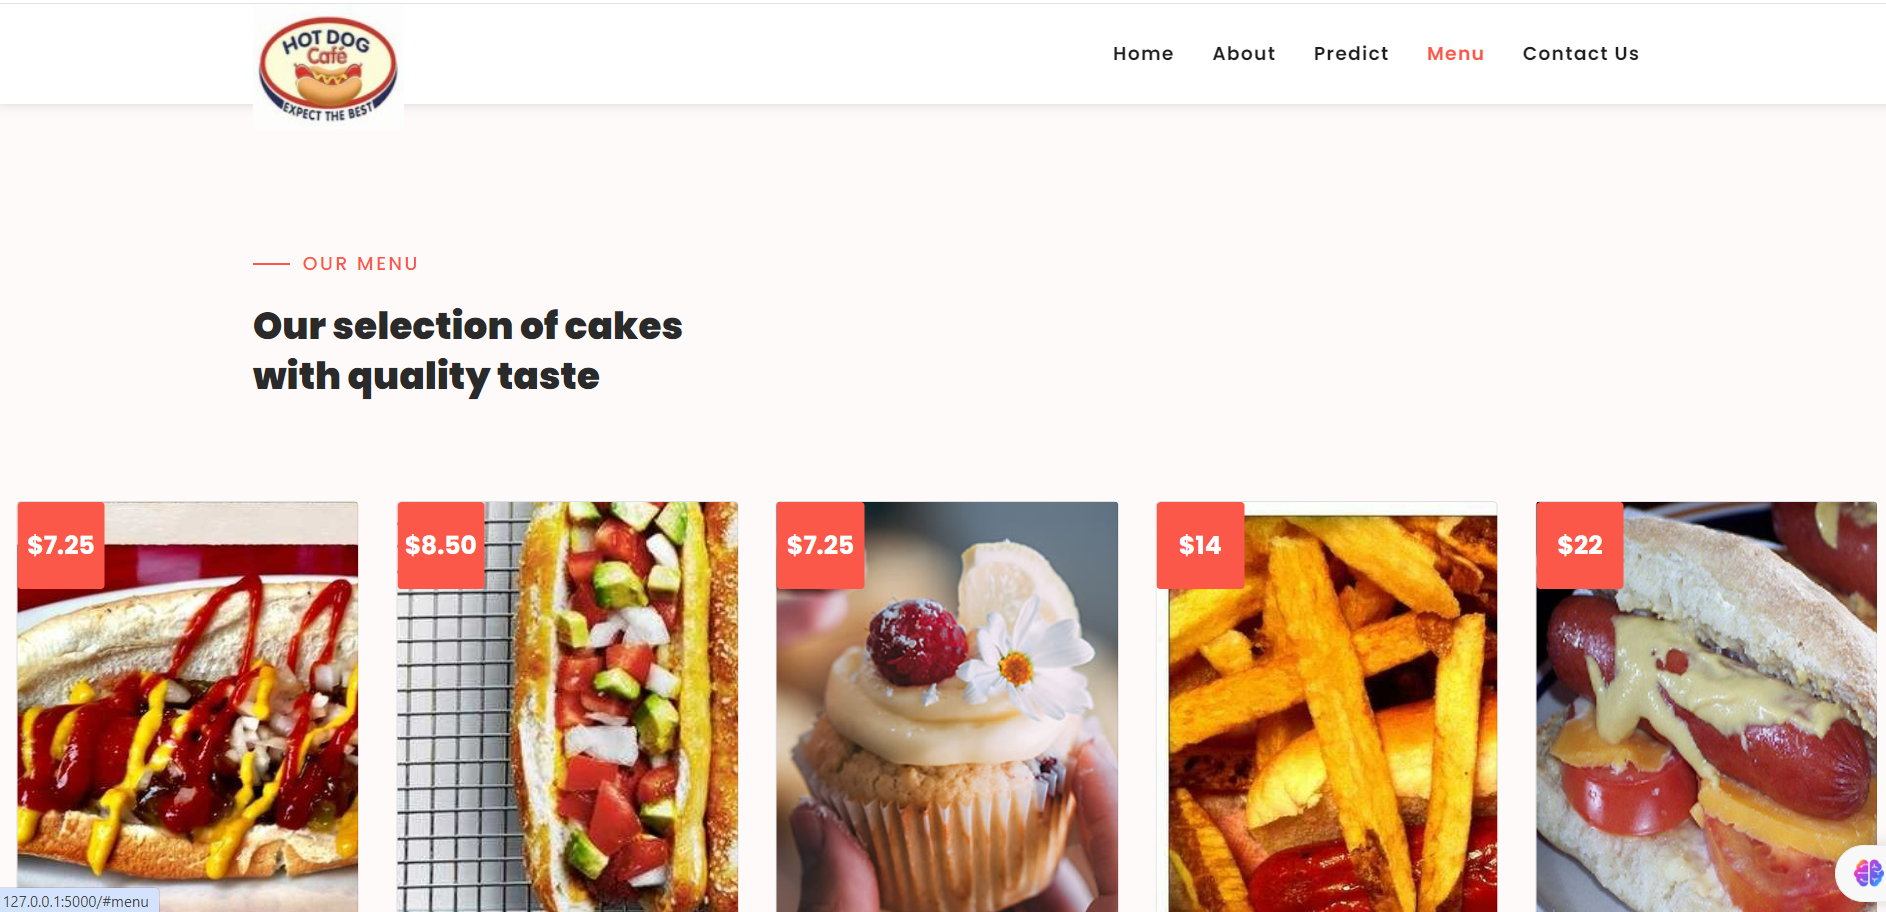 HOT DOG
Café
EXPECT THE BEST
Home
About
Predict
Menu
Contact Us
OUR MENU
Our selection of cakes
with quality taste
$7.25
$8.50
$7.25
$14
$22
127.0.0.1:5000/#menu